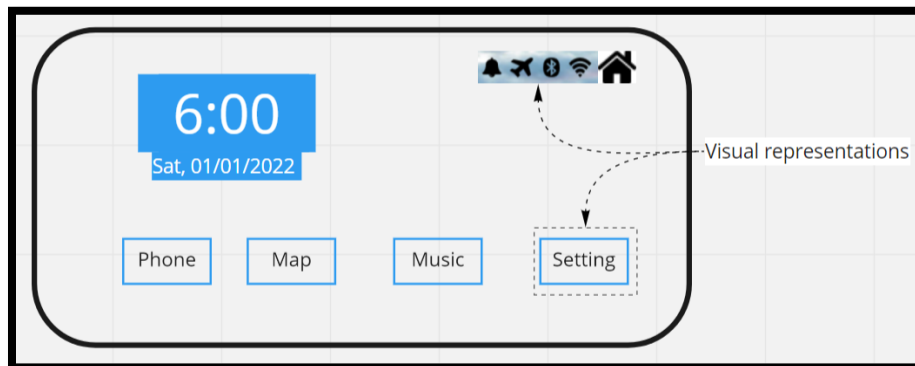 6:00
Sat, 01/01/2022
Visual representations
Phone Map Music Setting